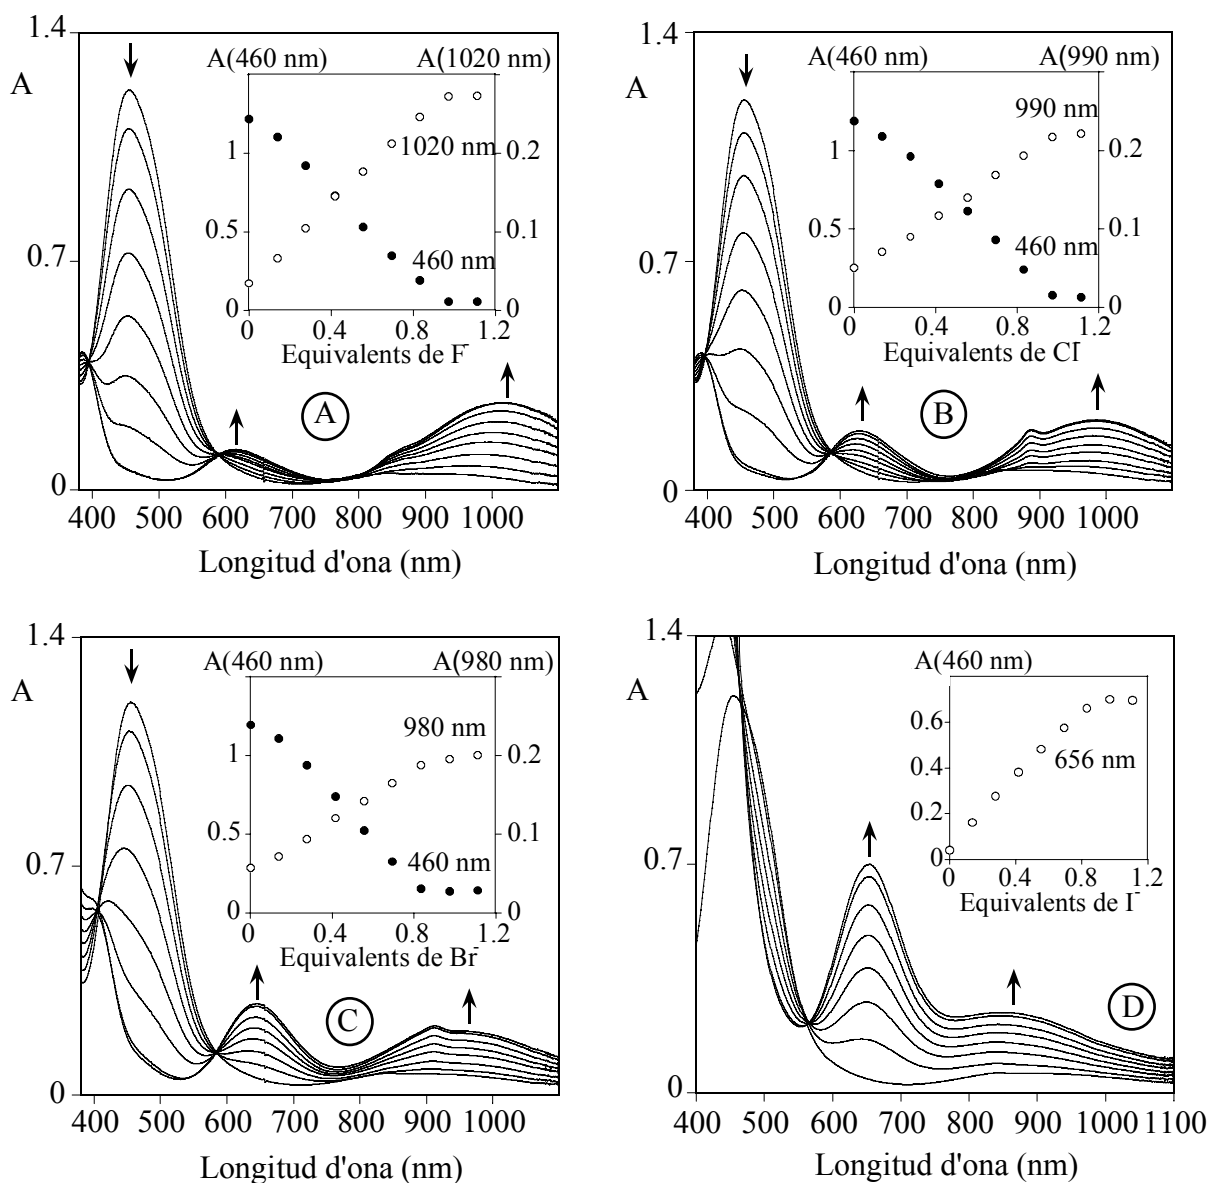 1.4
A
0.7
0
A(460 nm) A(1020 nm)
1
0.5
0
0.2
0.1
0
1020 nm
460 nm
0 0.4 0.8 1.2
Equivalents de F-
A
400 500 600 700 800 900 1000
Longitud d'ona (nm)
1.4
A
0.7
0
A(460 nm) A(990 nm)
1
0.5
0
0.2
0.1
0
990 nm
460 nm
0 0.4 0.8 1.2
Equivalents de Cl-
B
400 500 600 700 800 900 1000
Longitud d'ona (nm)
1.4
A
0.7
0
A(460 nm) A(980 nm)
1
0.5
0
0.2
0.1
0
980 nm
460 nm
0 0.4 0.8 1.2
Equivalents de Br-
C
400 500 600 700 800 900 1000
Longitud d'ona (nm)
1.4
A
0.7
0
A(460 nm)
0.6
0.4
0.2
0
656 nm
0 0.4 0.8 1.2
Equivalents de I-
D
400 500 600 700 800 900 1000 1100
Longitud d'ona (nm)